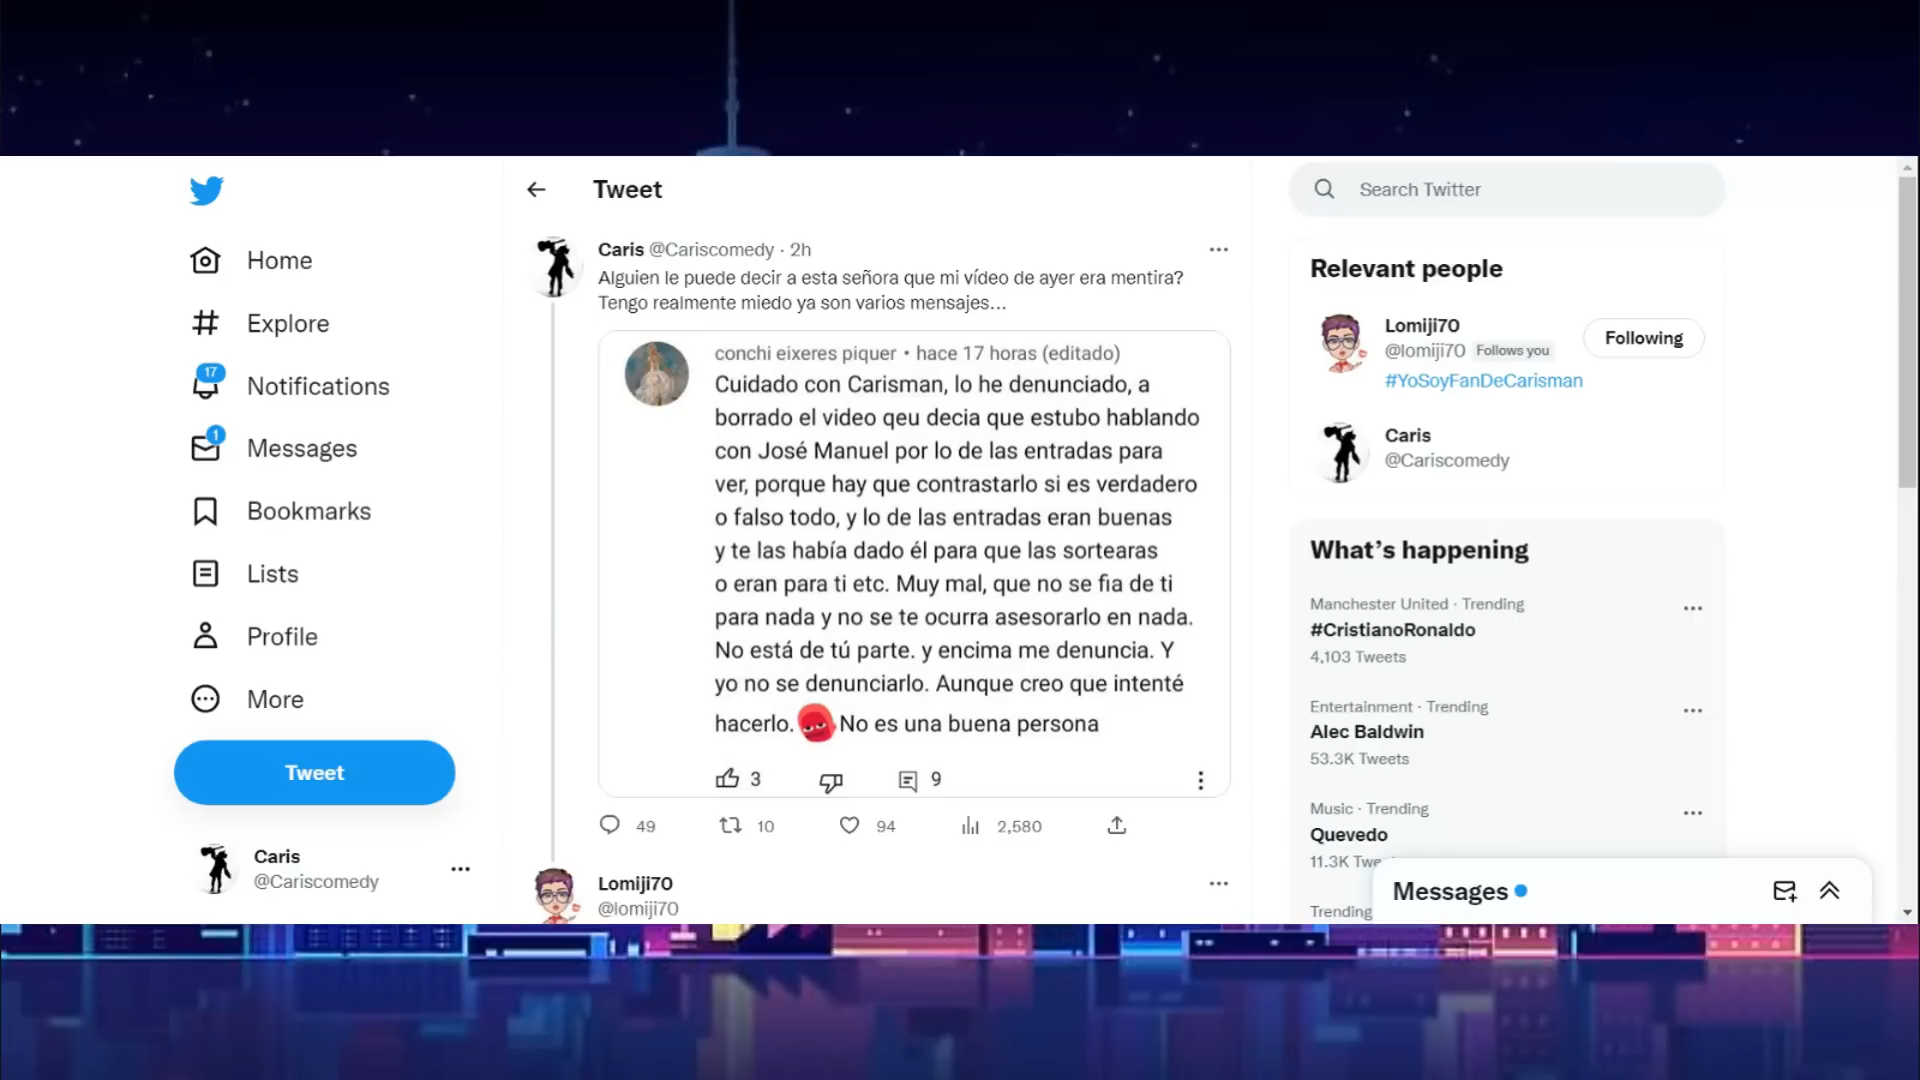 Home
Explore
17
Notifications
1
Messages
Bookmarks
Lists
Profile
More
Tweet
Caris
@Cariscomedy
Tweet
Caris @Cariscomedy · 2h
Alguien le puede decir a esta señora que mi vídeo de ayer era mentira?
Tengo realmente miedo ya son varios mensajes...
conchi eixeres piquer • hace 17 horas (editado)
Cuidado con Carisman, lo he denunciado, a
borrado el video qeu decia que estubo hablando
con José Manuel por lo de las entradas para
ver, porque hay que contrastarlo si es verdadero
o falso todo, y lo de las entradas eran buenas
y te las había dado él para que las sortearas
o eran para ti etc. Muy mal, que no se fia de ti
para nada y no se te ocurra asesorarlo en nada.
No está de tú parte. y encima me denuncia. Y
yo no se denunciarlo. Aunque creo que intenté
hacerlo. No es una buena persona
3 9
49 10 94 2,580
Lomiji70
@lomiji70
Search Twitter
Relevant people
Lomiji70
@lomiji70 Follows you
Following
#YoSoyFanDeCarisman
Caris
@Cariscomedy
What's happening
Manchester United · Trending
#CristianoRonaldo
4,103 Tweets
Entertainment · Trending
Alec Baldwin
53.3K Tweets
Music · Trending
Quevedo
11.3K Twe
Trending
Messages